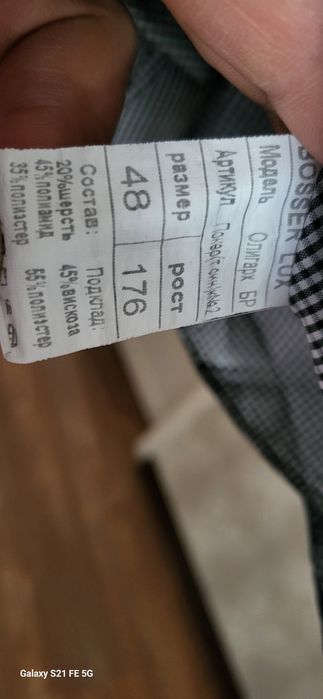 BOSSER LUX
Модель Олигарх БР
Артикул
размер рост
48 176
Состав: Подклад:
20%шерсть 45%вискоза
45%полиамид 55%полиэстер
35%полиэстер
Galaxy S21 FE 5G